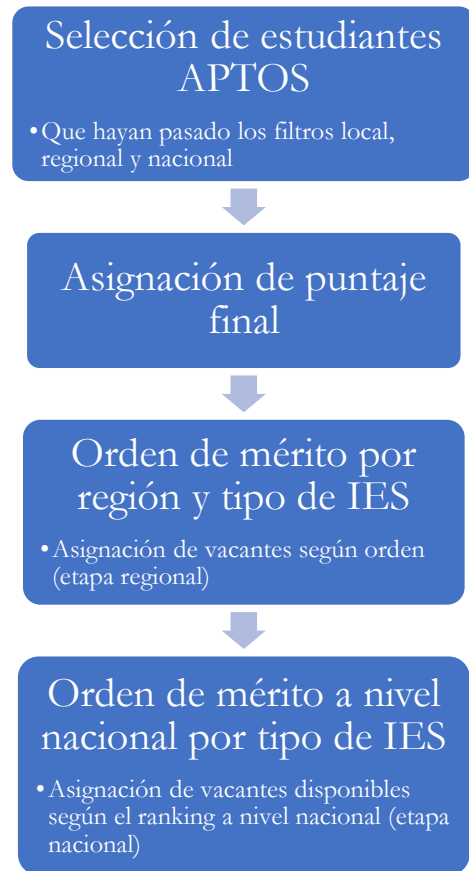 Selección de estudiantes
APTOS
•Que hayan pasado los filtros local,
regional y nacional
Asignación de puntaje
final
Orden de mérito por
región y tipo de IES
•Asignación de vacantes según orden
(etapa regional)
Orden de mérito a nivel
nacional por tipo de IES
•Asignación de vacantes disponibles
según el ranking a nivel nacional (etapa
nacional)